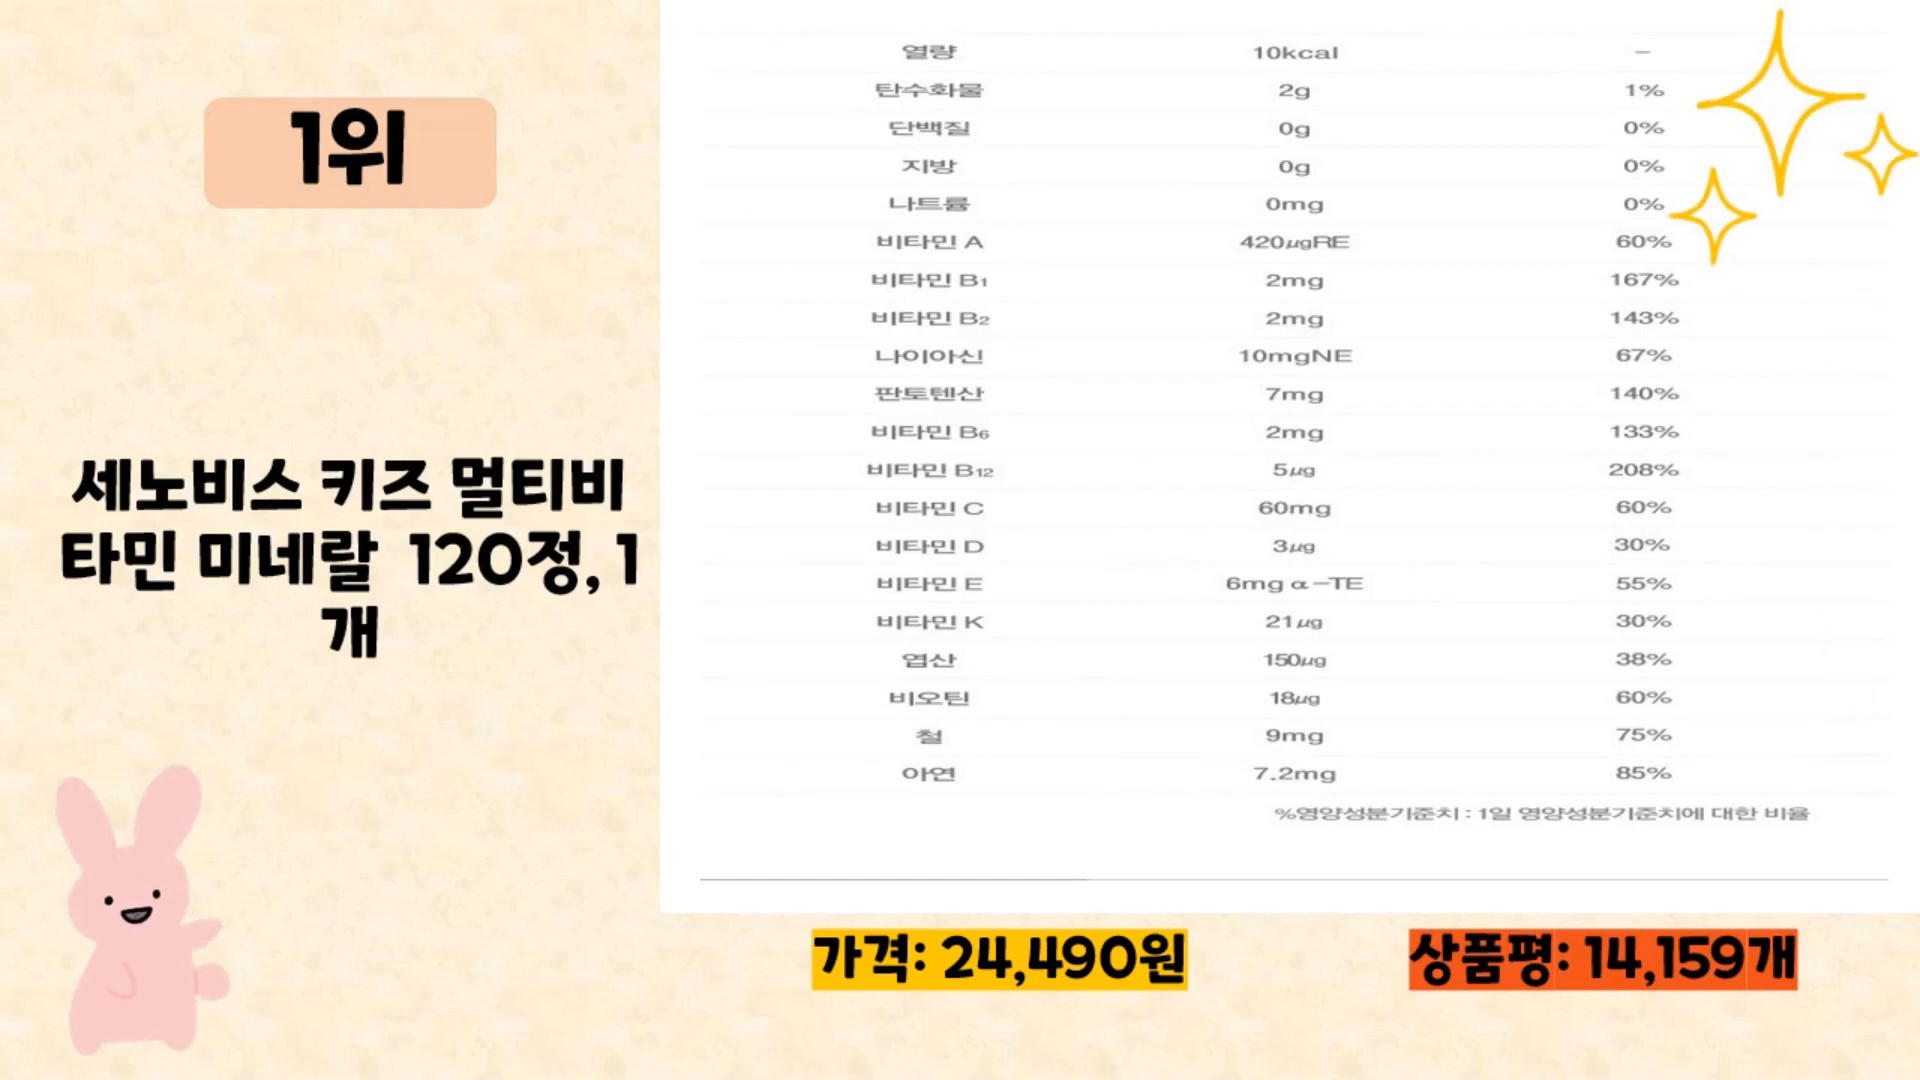 1위
세노비스 키즈 멀티비
타민 미네랄 120정, 1
개
열량 10kcal –
탄수화물 2g 1%
단백질 0g 0%
지방 0g 0%
나트륨 0mg 0%
비타민 A 420㎍RE 60%
비타민 B₁ 2mg 167%
비타민 B₂ 2mg 143%
나이아신 10mgNE 67%
판토텐산 7mg 140%
비타민 B₆ 2mg 133%
비타민 B₁₂ 5㎍ 208%
비타민 C 60mg 60%
비타민 D 3㎍ 30%
비타민 E 6mg α–TE 55%
비타민 K 21㎍ 30%
엽산 150㎍ 38%
비오틴 18㎍ 60%
철 9mg 75%
아연 7.2mg 85%
%영양성분기준치 : 1일 영양성분기준치에 대한 비율
가격: 24,490원
상품평: 14,159개